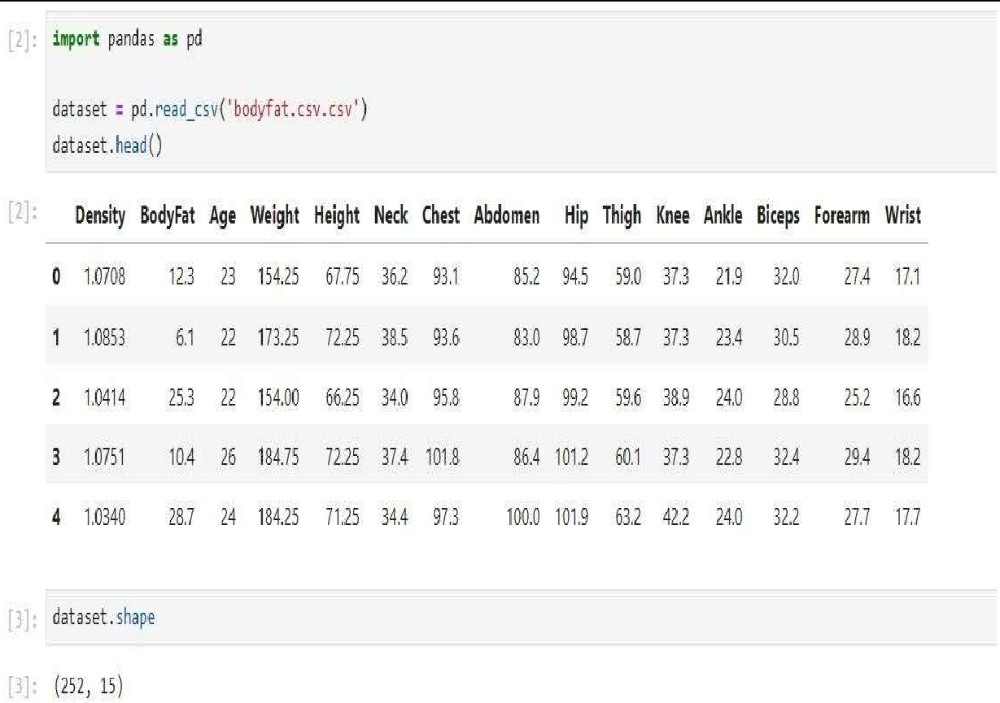 [2]: import pandas as pd
dataset = pd.read_csv('bodyfat.csv.csv')
dataset.head()
[2]: Density BodyFat Age Weight Height Neck Chest Abdomen Hip Thigh Knee Ankle Biceps Forearm Wrist
0 1.0708 12.3 23 154.25 67.75 36.2 93.1 85.2 94.5 59.0 37.3 21.9 32.0 27.4 17.1
1 1.0853 6.1 22 173.25 72.25 38.5 93.6 83.0 98.7 58.7 37.3 23.4 30.5 28.9 18.2
2 1.0414 25.3 22 154.00 66.25 34.0 95.8 87.9 99.2 59.6 38.9 24.0 28.8 25.2 16.6
3 1.0751 10.4 26 184.75 72.25 37.4 101.8 86.4 101.2 60.1 37.3 22.8 32.4 29.4 18.2
4 1.0340 28.7 24 184.25 71.25 34.4 97.3 100.0 101.9 63.2 42.2 24.0 32.2 27.7 17.7
[3]: dataset.shape
[3]: (252, 15)